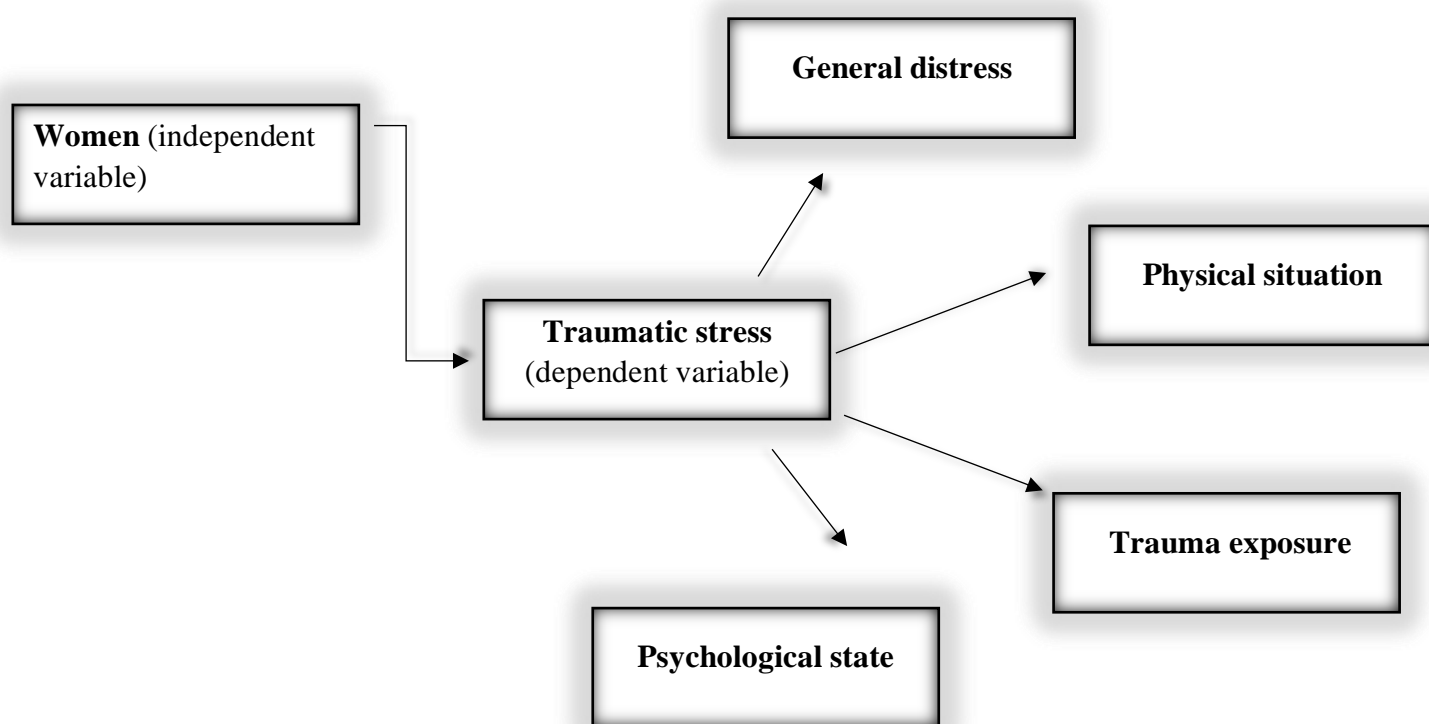 General distress
Women (independent
variable)
Physical situation
Traumatic stress
(dependent variable)
Trauma exposure
Psychological state